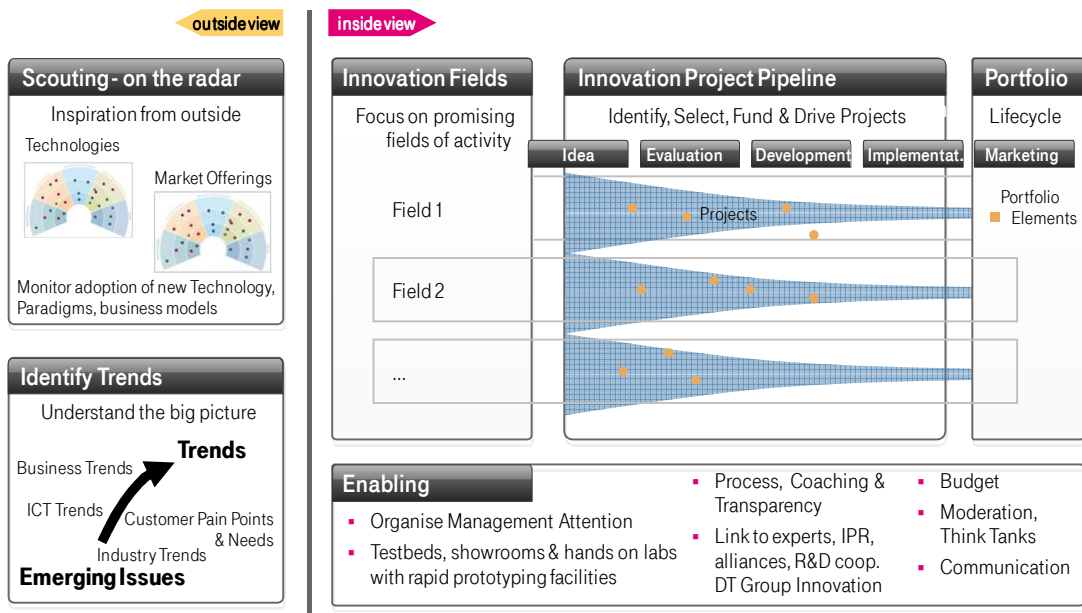 outside view
inside view
Scouting - on the radar
Inspiration from outside
Technologies
Market Offerings
Monitor adoption of new Technology,
Paradigms, business models
Identify Trends
Understand the big picture
Trends
Business Trends
ICT Trends
Customer Pain Points
& Needs
Industry Trends
Emerging Issues
Innovation Fields
Focus on promising
fields of activity
Field 1
Field 2
...
Innovation Project Pipeline
Identify, Select, Fund & Drive Projects
Idea
Evaluation
Development
Implementat.
Marketing
Projects
Portfolio
Lifecycle
Portfolio
Elements
Enabling
▪ Organise Management Attention
▪ Testbeds, showrooms & hands on labs
with rapid prototyping facilities
▪ Process, Coaching &
Transparency
▪ Link to experts, IPR,
alliances, R&D coop.
DT Group Innovation
▪ Budget
▪ Moderation,
Think Tanks
▪ Communication